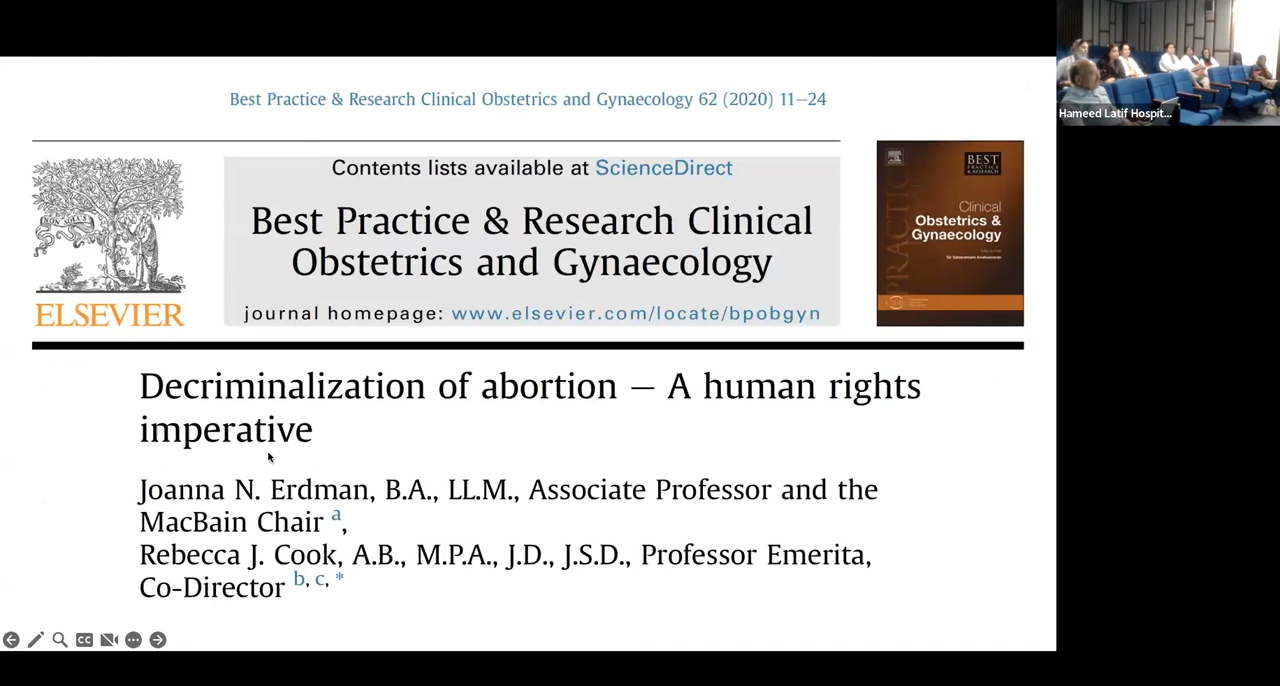 Best Practice & Research Clinical Obstetrics and Gynaecology 62 (2020) 11–24
NON SOLUS
ELSEVIER
Contents lists available at ScienceDirect
Best Practice & Research Clinical
Obstetrics and Gynaecology
journal homepage: www.elsevier.com/locate/bpobgyn
BEST
PRACTICE
& RESEARCH
Clinical
Obstetrics &
Gynaecology
Decriminalization of abortion — A human rights
imperative
Joanna N. Erdman, B.A., LL.M., Associate Professor and the
MacBain Chair a,
Rebecca J. Cook, A.B., M.P.A., J.D., J.S.D., Professor Emerita,
Co-Director b, c, *
CC
Hameed Latif Hospit...